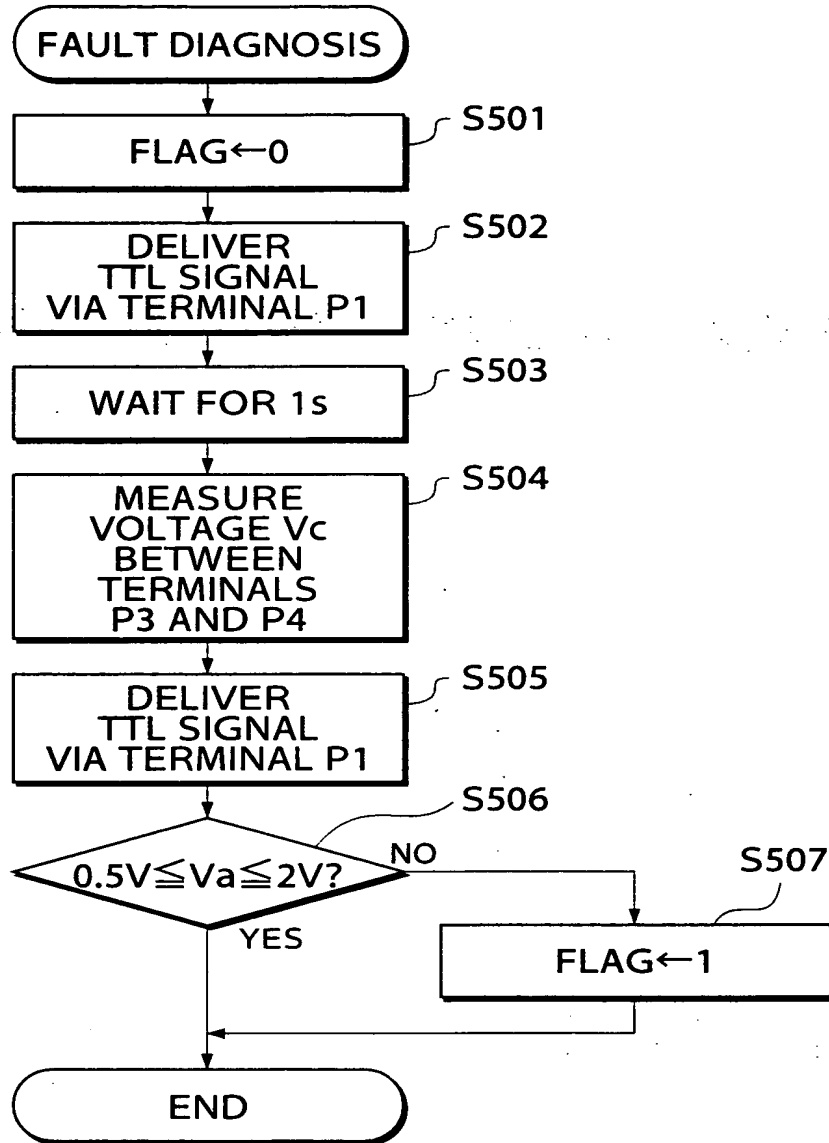 FAULT DIAGNOSIS
S501
FLAG←0
S502
DELIVER
TTL SIGNAL
VIA TERMINAL P1
S503
WAIT FOR 1s
S504
MEASURE
VOLTAGE Vc
BETWEEN
TERMINALS
P3 AND P4
S505
DELIVER
TTL SIGNAL
VIA TERMINAL P1
S506
0.5V≦Va≦2V?
NO
YES
S507
FLAG←1
END